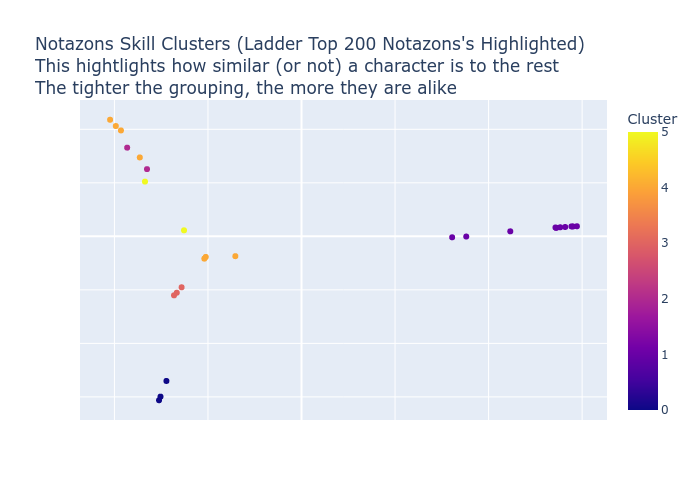 Notazons Skill Clusters (Ladder Top 200 Notazons's Highlighted)
This hightlights how similar (or not) a character is to the rest
The tighter the grouping, the more they are alike
Cluster
5
4
3
2
1
0